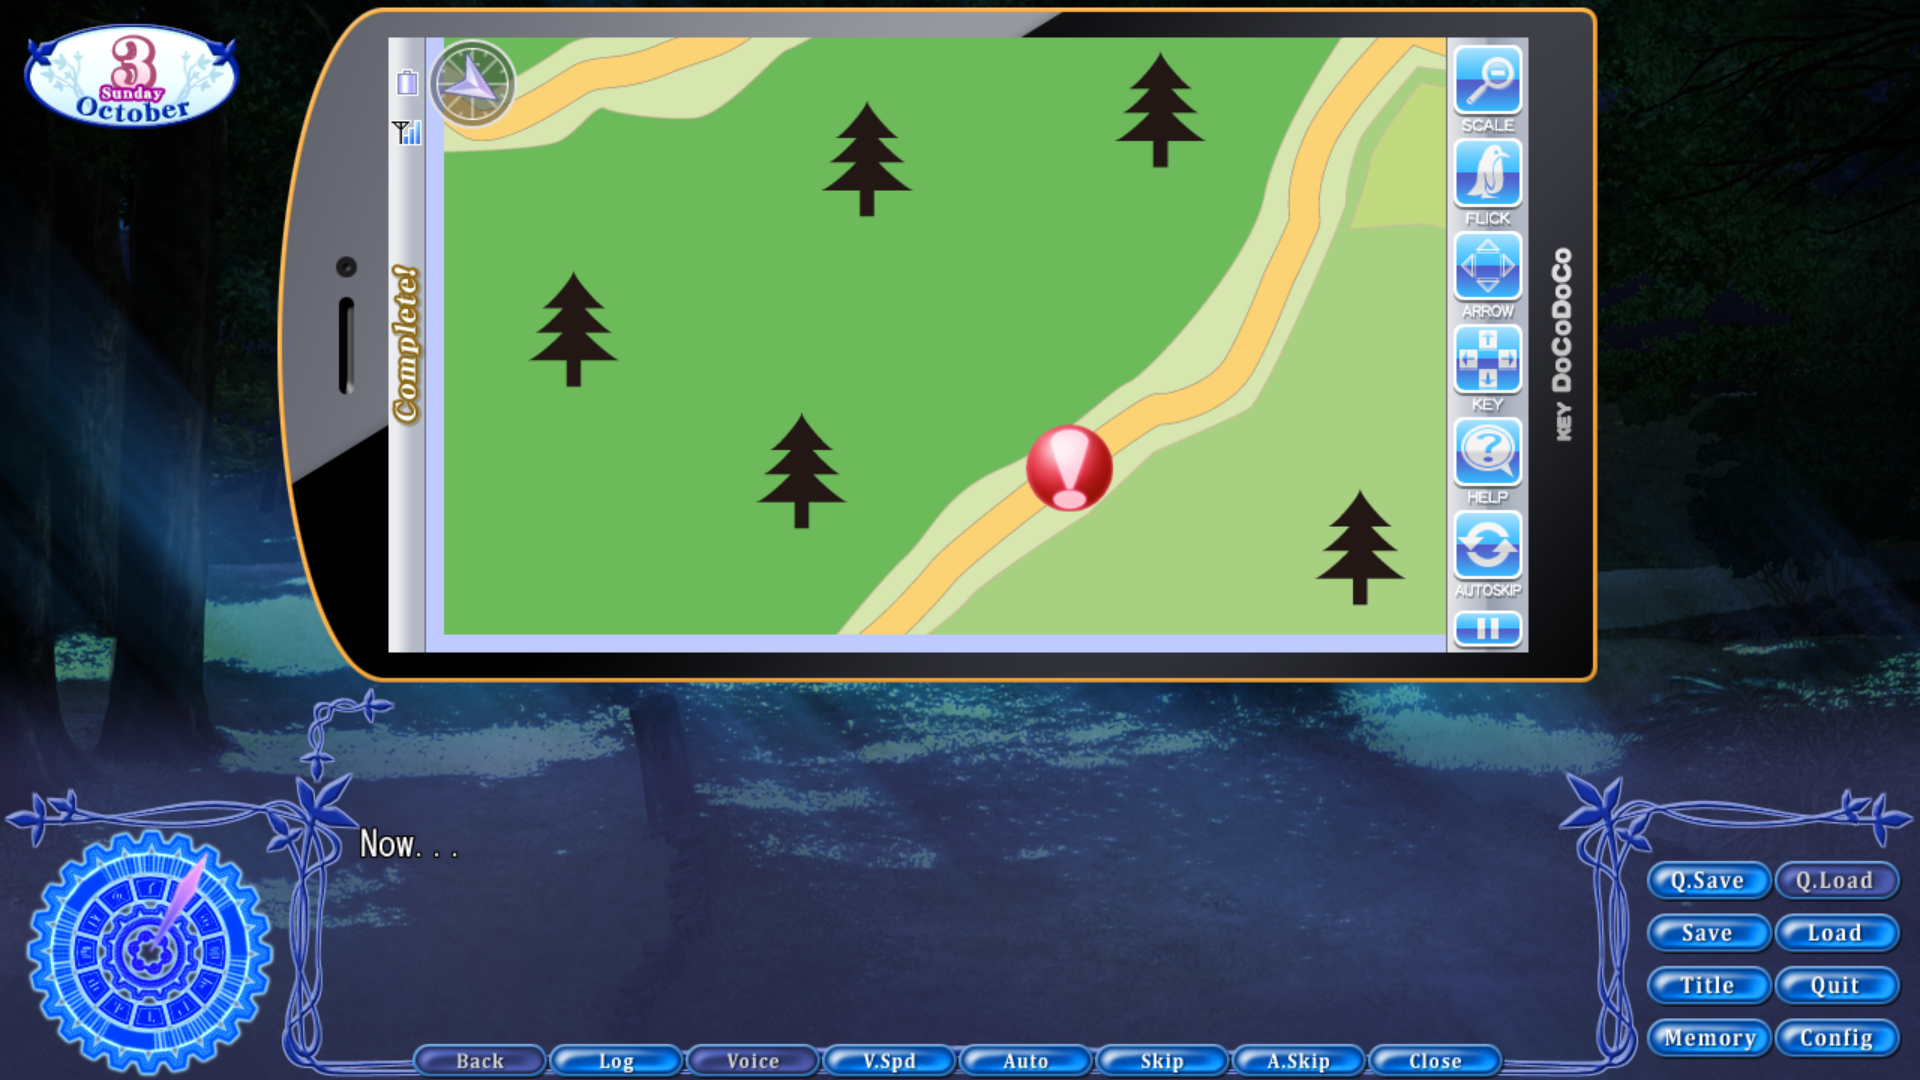 3
Sunday
October
Complete!
SCALE
FLICK
ARROW
KEY
HELP
AUTOSKIP
KEY DoCoDoCo
Now...
Q.Save
Q.Load
Save
Load
Title
Quit
Memory
Config
Back
Log
Voice
V.Spd
Auto
Skip
A.Skip
Close